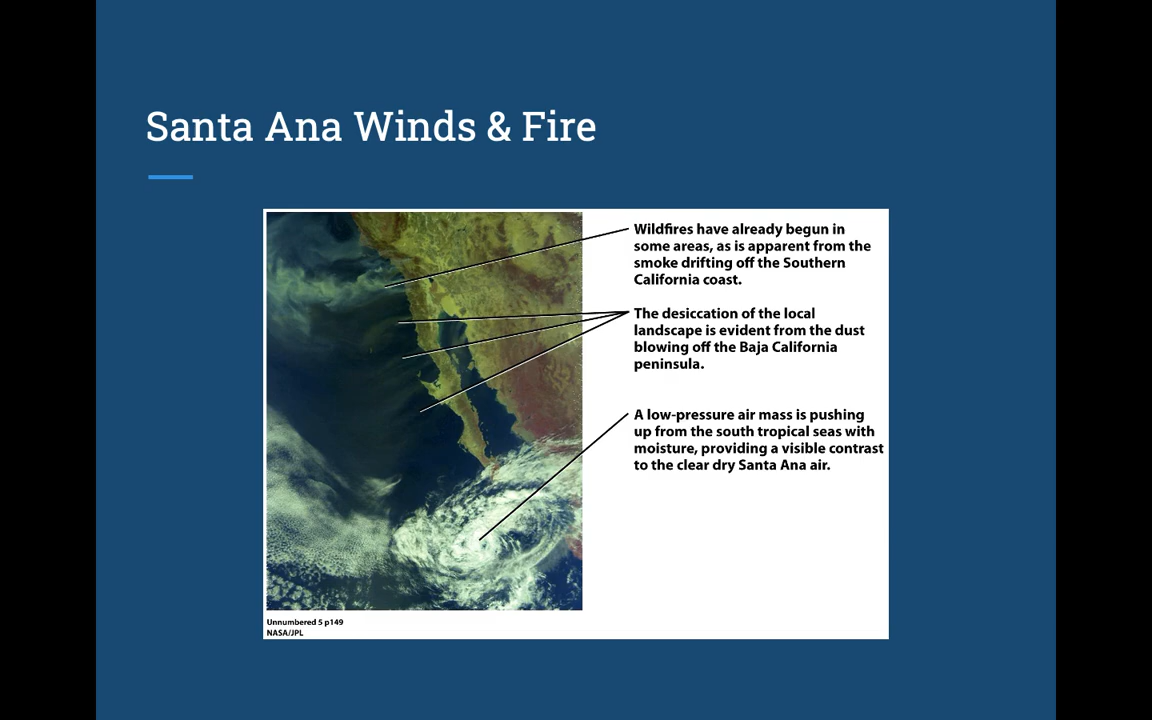 Santa Ana Winds & Fire
Wildfires have already begun in
some areas, as is apparent from the
smoke drifting off the Southern
California coast.
The desiccation of the local
landscape is evident from the dust
blowing off the Baja California
peninsula.
A low-pressure air mass is pushing
up from the south tropical seas with
moisture, providing a visible contrast
to the clear dry Santa Ana air.
Unnumbered 5 p149
NASA/JPL